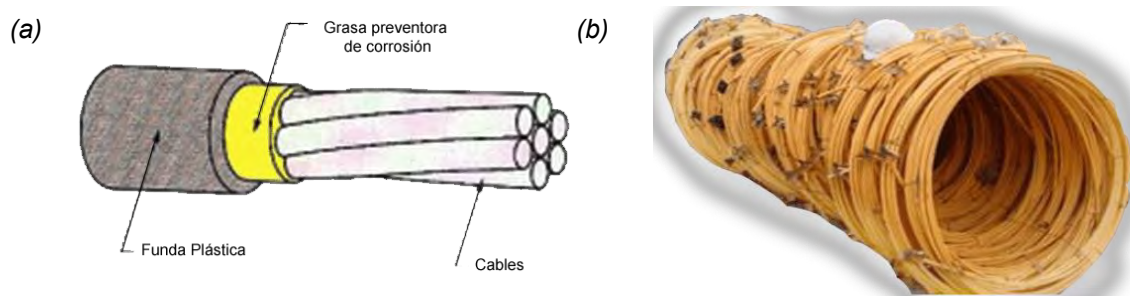 (a)
Grasa preventora
de corrosión
(b)
Funda Plástica
Cables